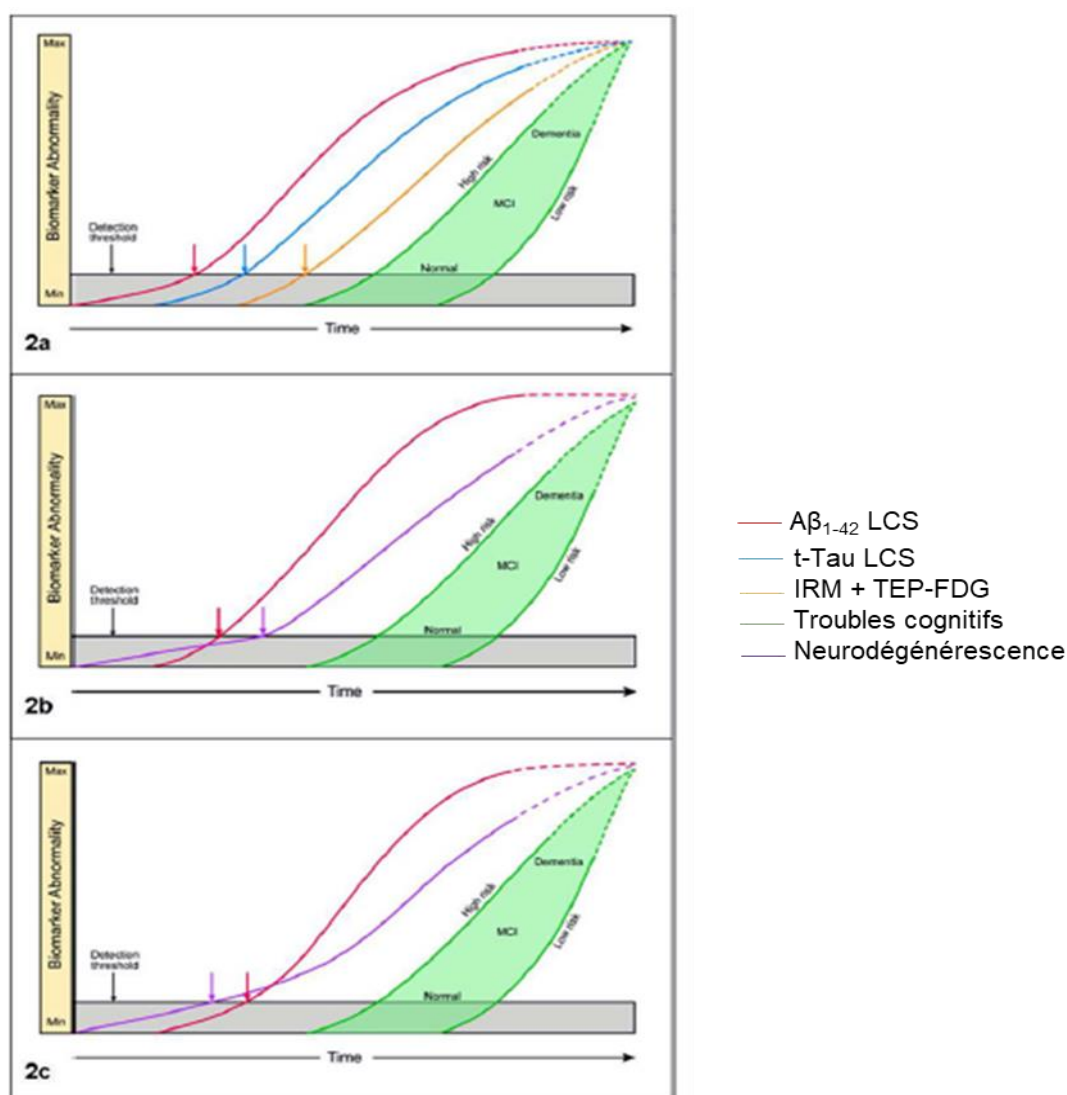 Max
Biomarker Abnormality
Min
Detection
threshold
High risk
Dementia
MCI
Low risk
Normal
Time
2a
Max
Biomarker Abnormality
Min
Detection
threshold
High risk
Dementia
MCI
Low risk
Normal
Time
2b
Max
Biomarker Abnormality
Min
Detection
threshold
High risk
Dementia
MCI
Low risk
Normal
Time
2c
Aβ₁₋₄₂ LCS
t-Tau LCS
IRM + TEP-FDG
Troubles cognitifs
Neurodégénérescence